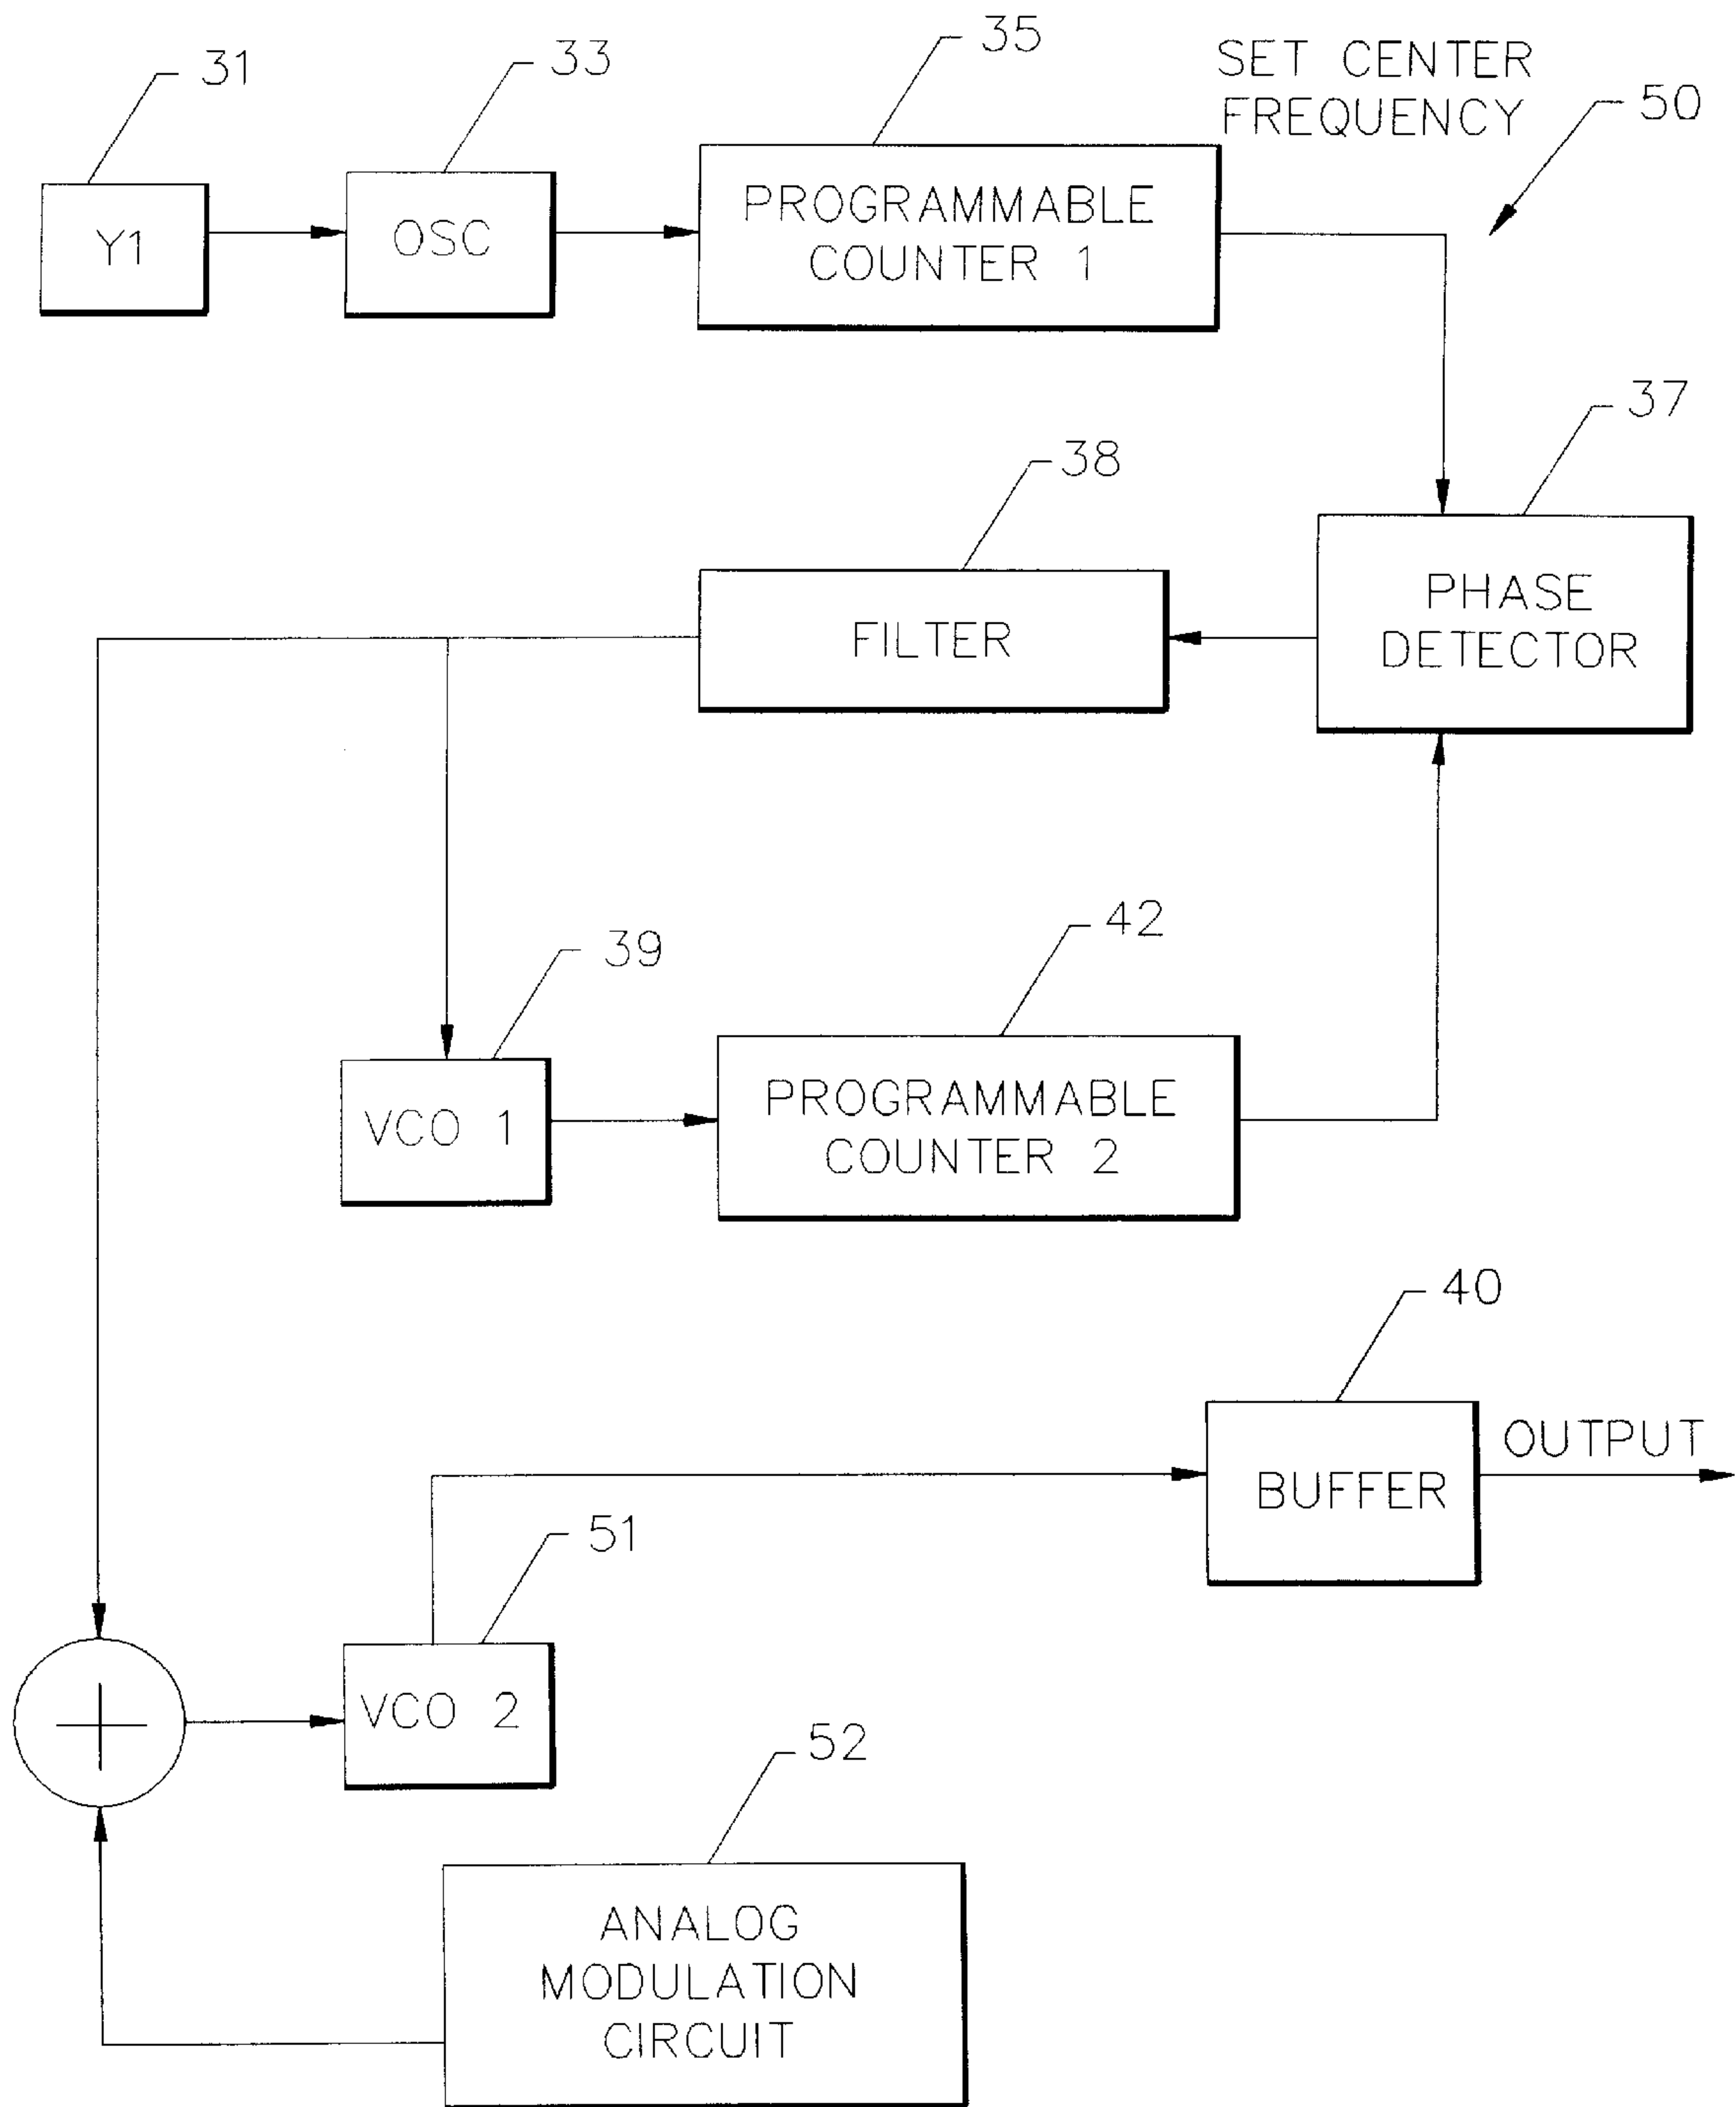 31
33
35
SET CENTER
FREQUENCY
50
Y1
OSC
PROGRAMMABLE
COUNTER 1
37
38
PHASE
DETECTOR
FILTER
39
42
VCO 1
PROGRAMMABLE
COUNTER 2
40
OUTPUT
BUFFER
51
VCO 2
52
ANALOG
MODULATION
CIRCUIT